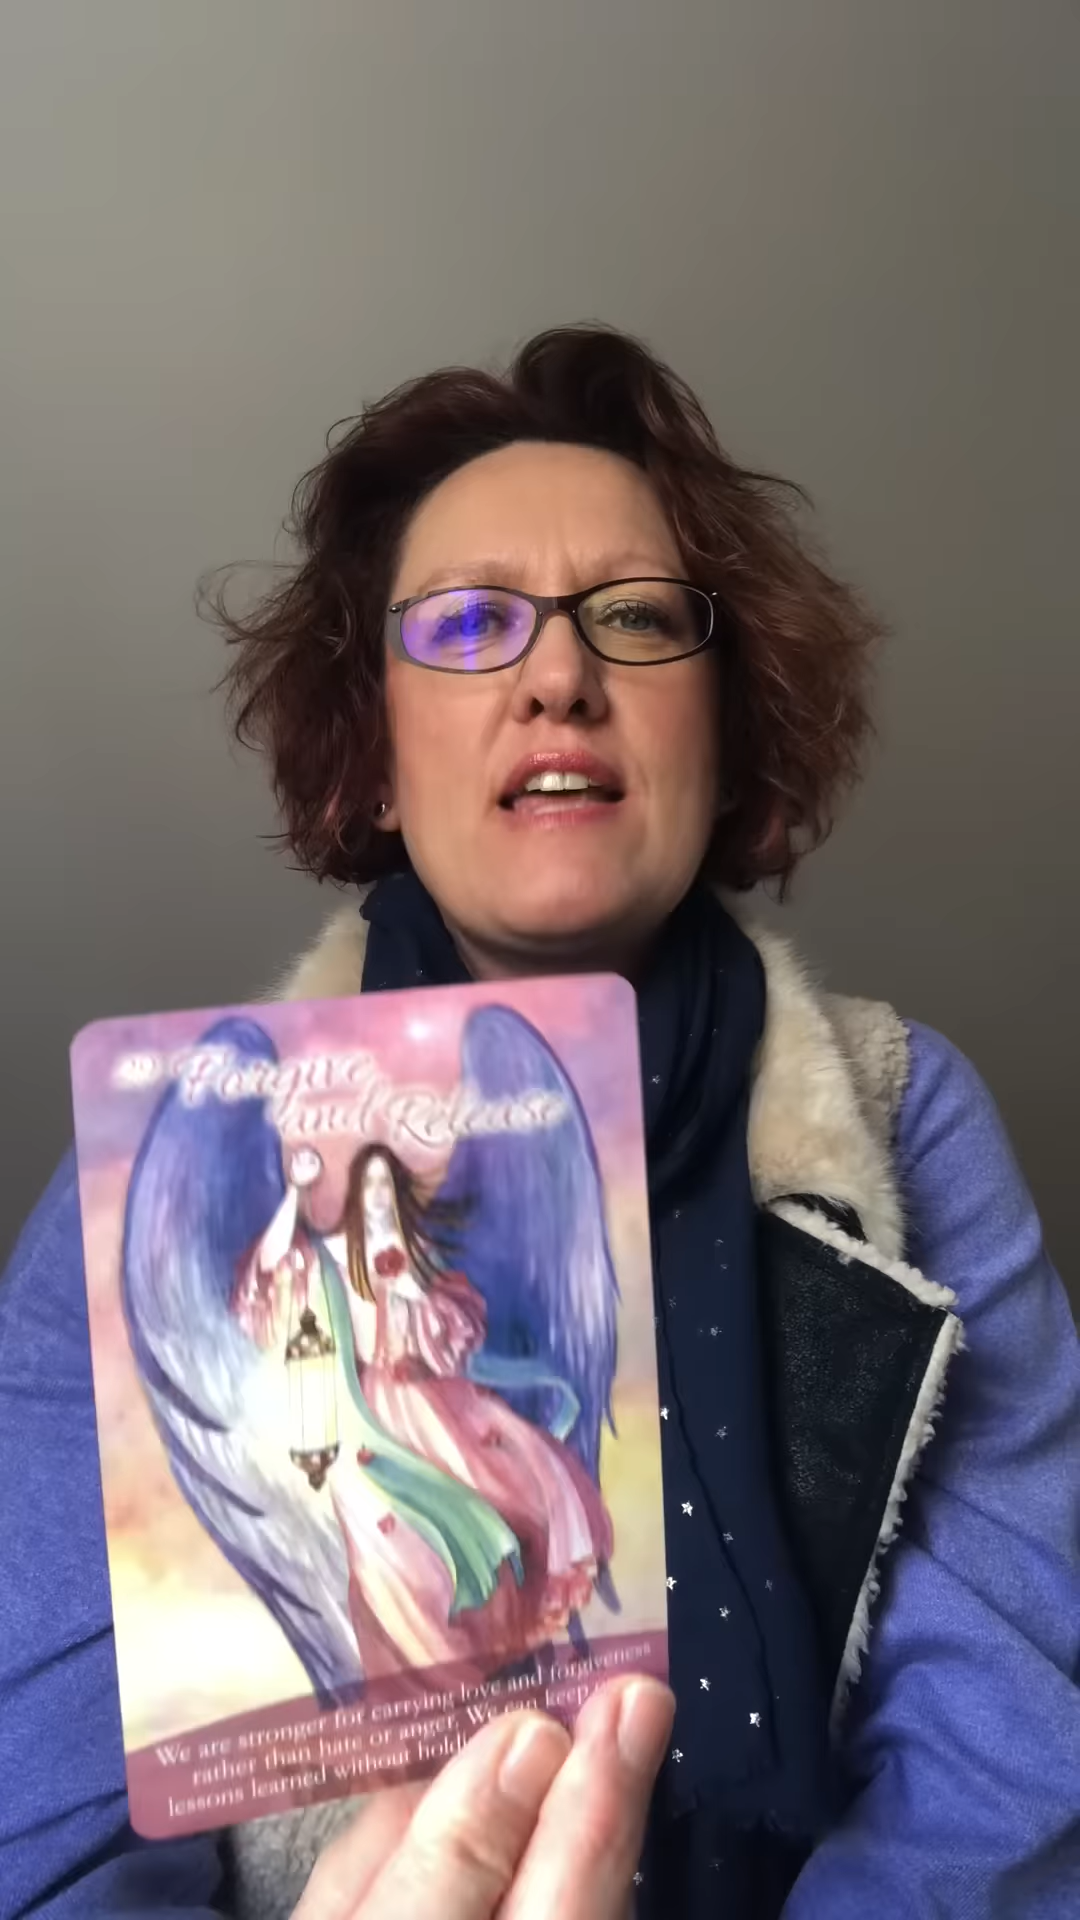 Forgive
and Release
We are stronger for carrying love and forgiveness
rather than hate or anger. We can keep
lessons learned without